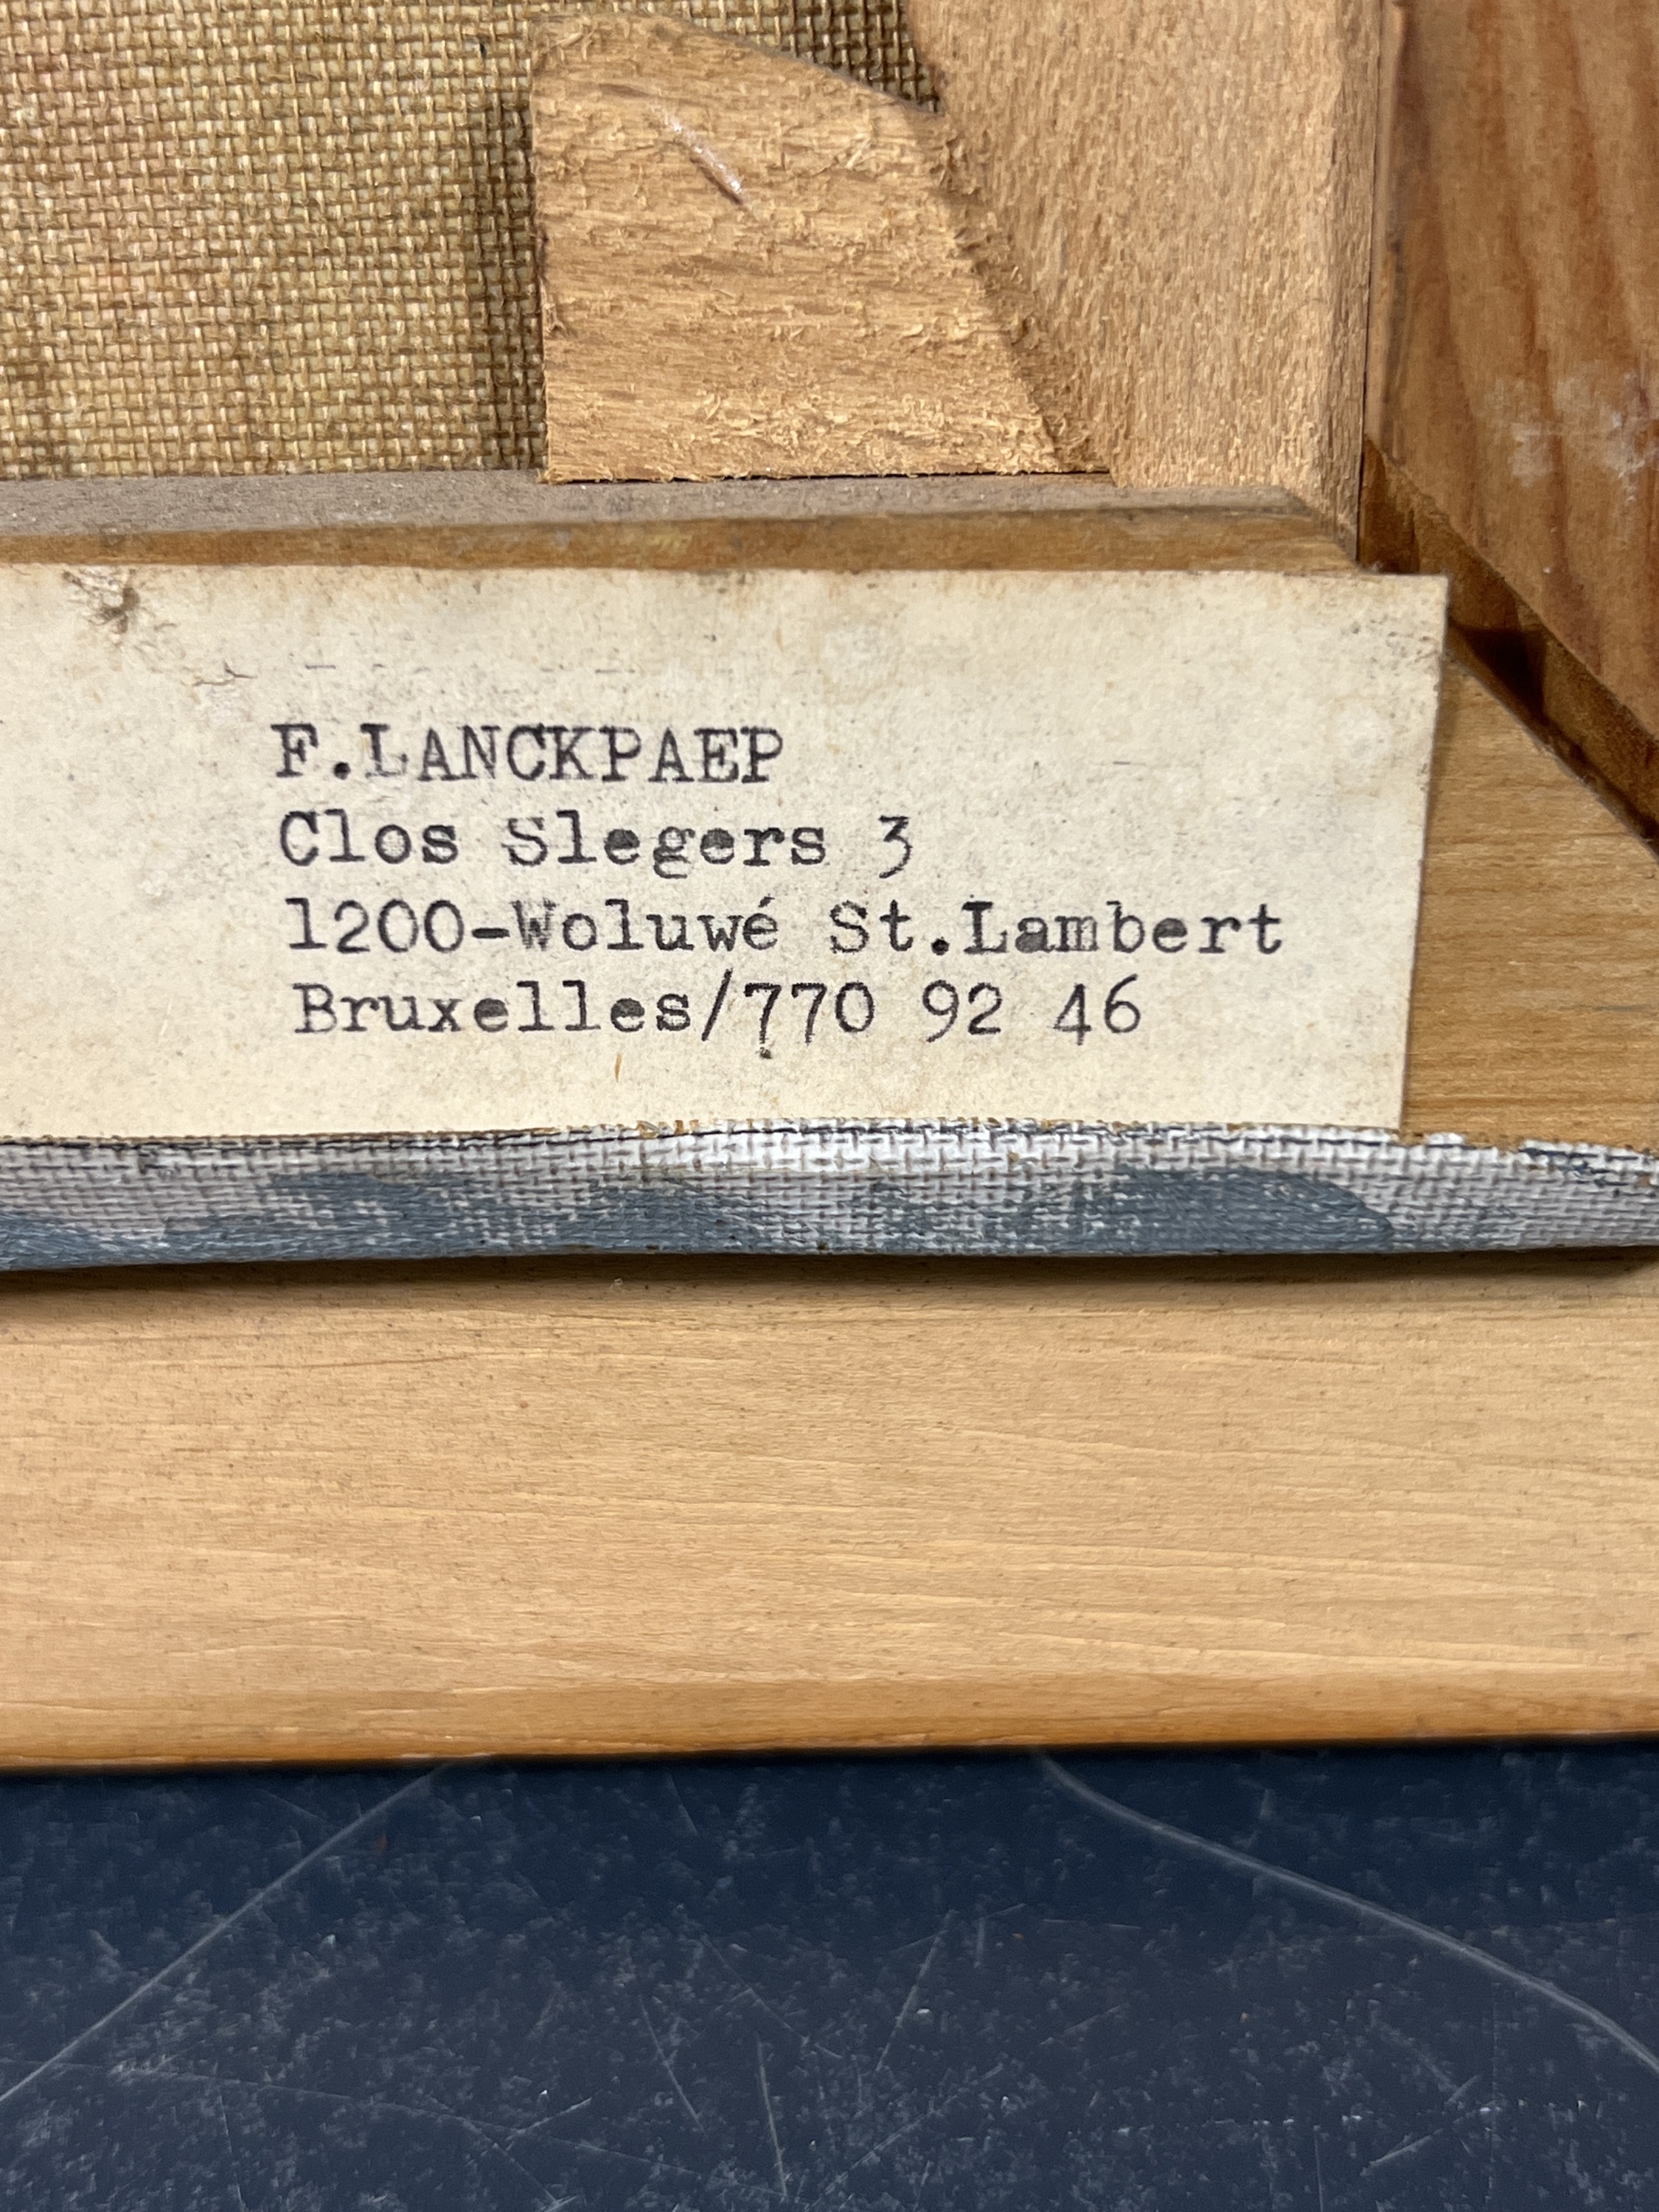 F.LANCKPAEP
Clos Slegers 3
1200-Woluwé St.Lambert
Bruxelles/770 92 46